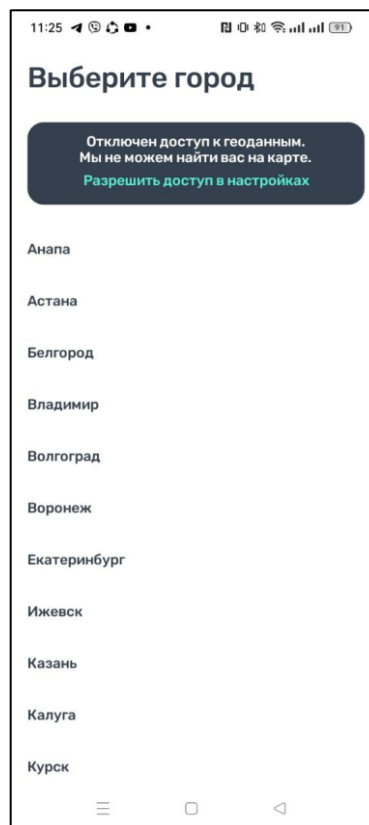 11:25
91
Выберите город
Отключен доступ к геоданным.
Мы не можем найти вас на карте.
Разрешить доступ в настройках
Анапа
Астана
Белгород
Владимир
Волгоград
Воронеж
Екатеринбург
Ижевск
Казань
Калуга
Курск